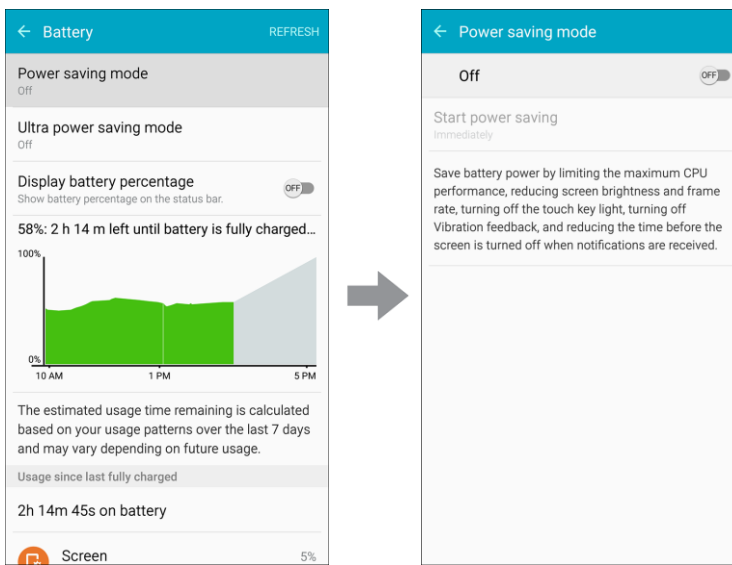 Battery
REFRESH
Power saving mode
Off
Ultra power saving mode
Off
Display battery percentage
Show battery percentage on the status bar.
OFF
58%: 2 h 14 m left until battery is fully charged...
100%
0%
10 AM
1 PM
5 PM
The estimated usage time remaining is calculated
based on your usage patterns over the last 7 days
and may vary depending on future usage.
Usage since last fully charged
2h 14m 45s on battery
Screen
5%
Power saving mode
Off
OFF
Start power saving
Immediately
Save battery power by limiting the maximum CPU
performance, reducing screen brightness and frame
rate, turning off the touch key light, turning off
Vibration feedback, and reducing the time before the
screen is turned off when notifications are received.